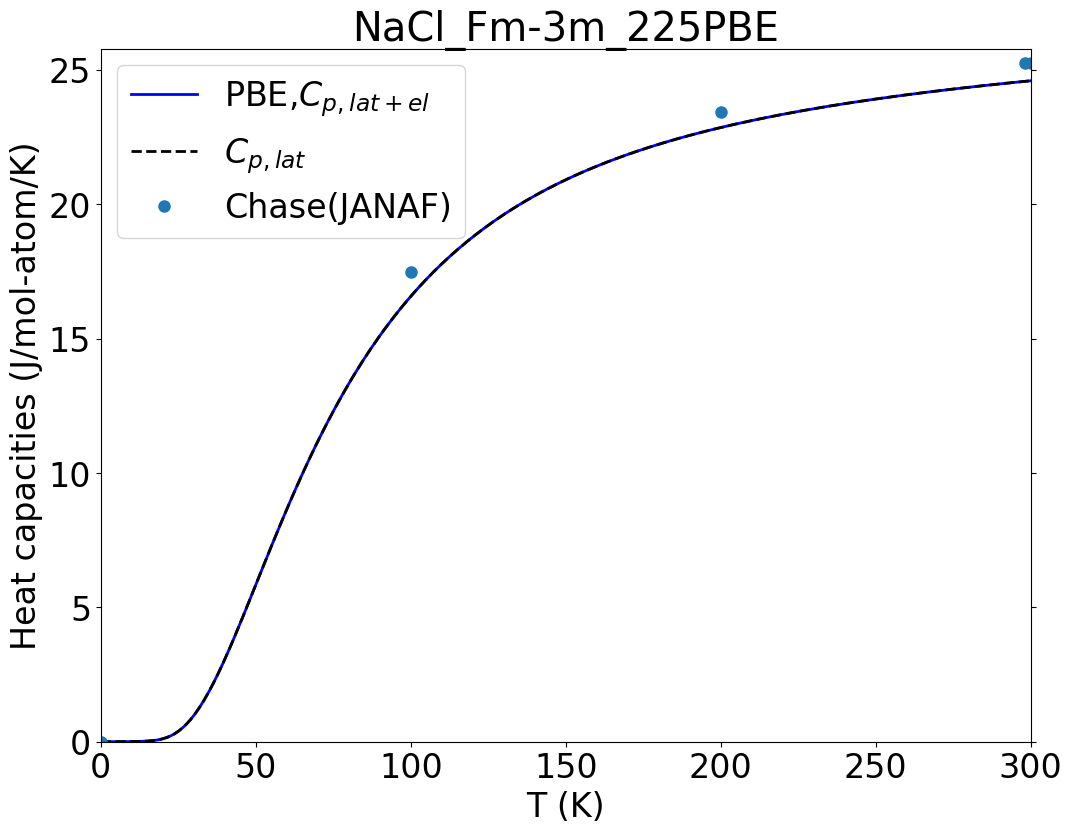 NaCl_Fm-3m_225PBE
Heat capacities (J/mol-atom/K)
25
20
15
10
5
0
PBE,C_{p, lat+el}
C_{p, lat}
Chase(JANAF)
0 50 100 150 200 250 300
T (K)